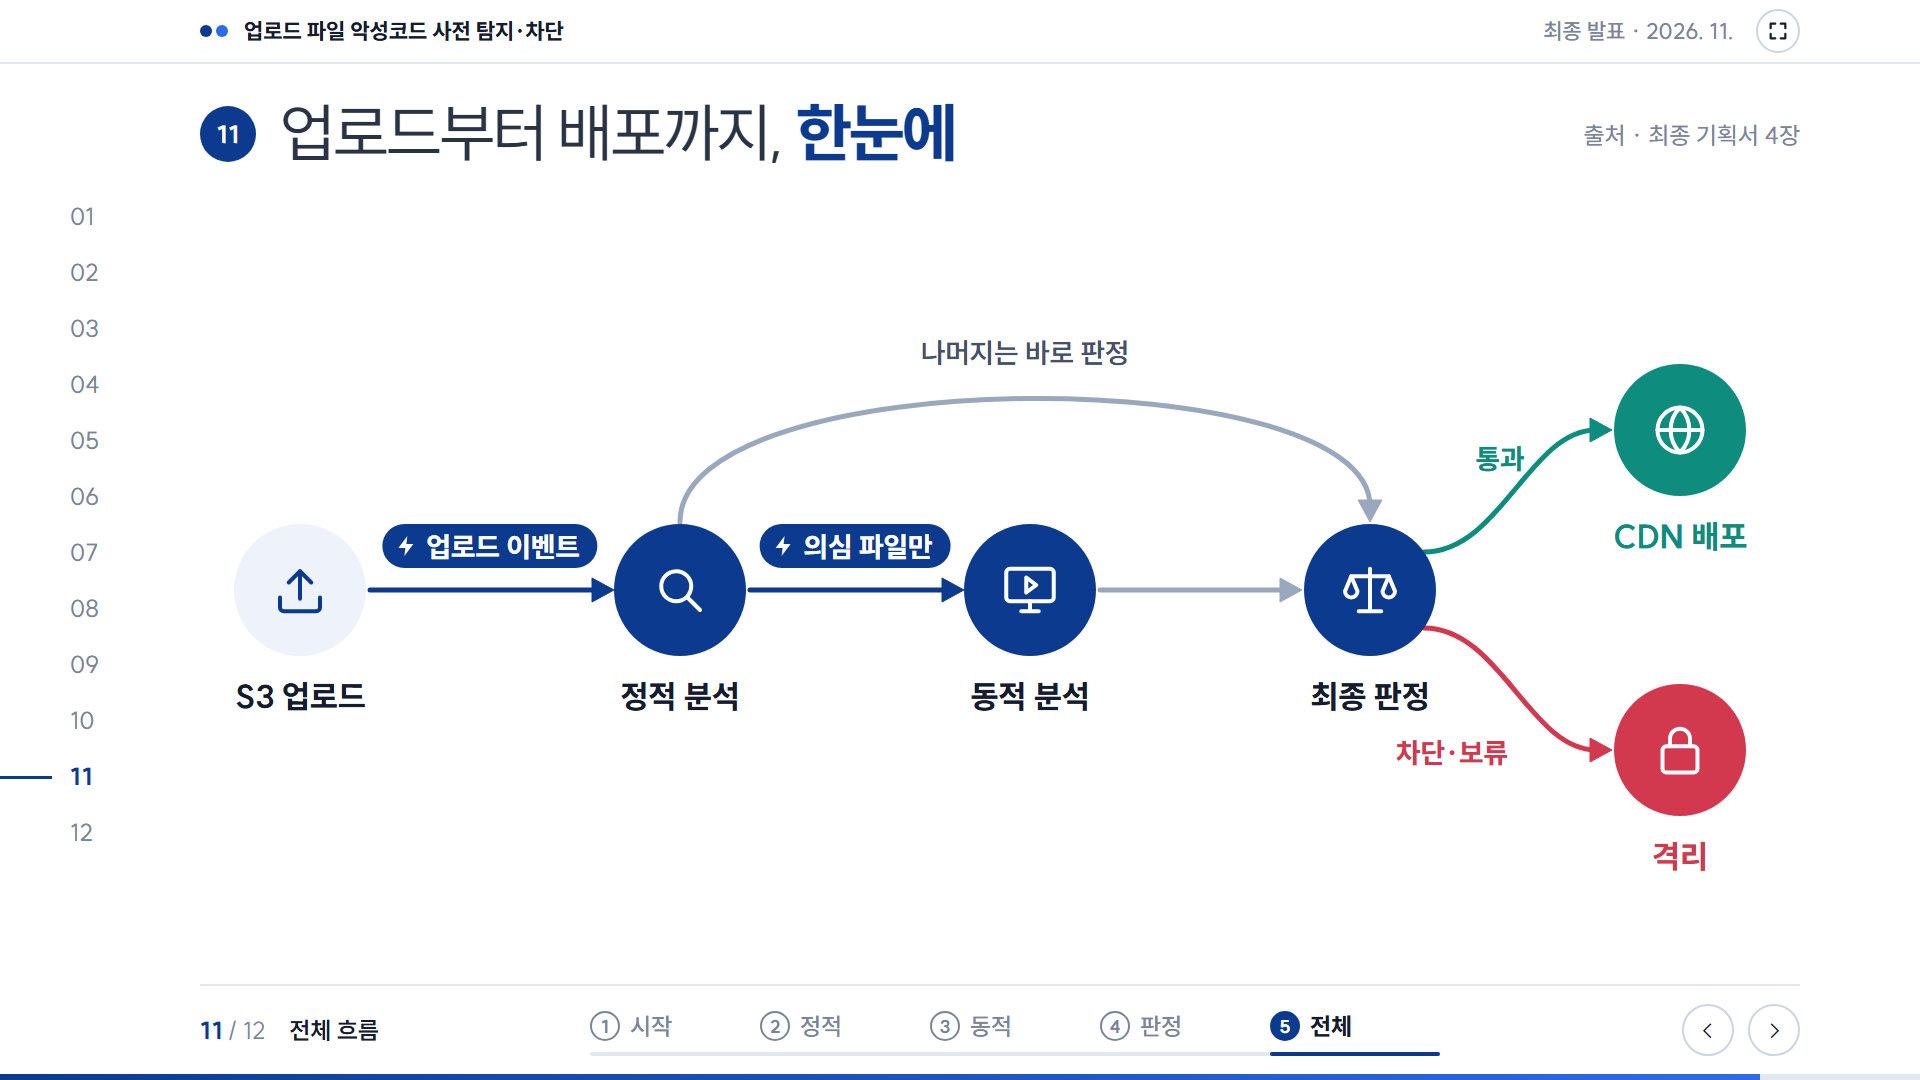 업로드 파일 악성코드 사전 탐지·차단
최종 발표 · 2026. 11.
11 업로드부터 배포까지, 한눈에
출처 · 최종 기획서 4장
01
02
03
04
05
06
07
08
09
10
11
12
나머지는 바로 판정
업로드 이벤트
의심 파일만
통과
CDN 배포
S3 업로드
정적 분석
동적 분석
최종 판정
차단·보류
격리
11 / 12 전체 흐름
1 시작
2 정적
3 동적
4 판정
5 전체